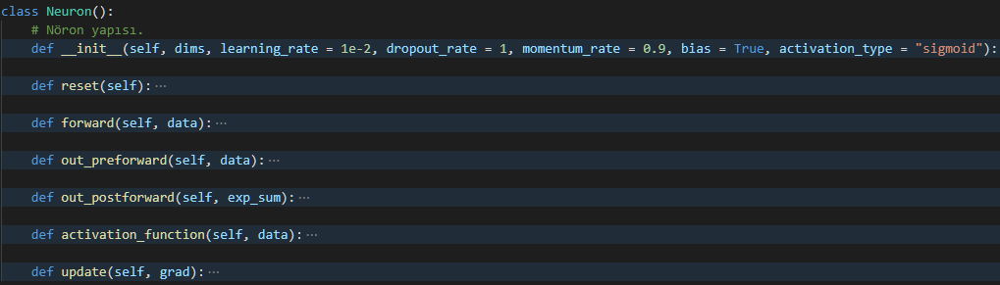 class Neuron():
    # Nöron yapısı.
    def __init__(self, dims, learning_rate = 1e-2, dropout_rate = 1, momentum_rate = 0.9, bias = True, activation_type = "sigmoid"):
    def reset(self): ···
    def forward(self, data): ···
    def out_preforward(self, data): ···
    def out_postforward(self, exp_sum): ···
    def activation_function(self, data): ···
    def update(self, grad): ···